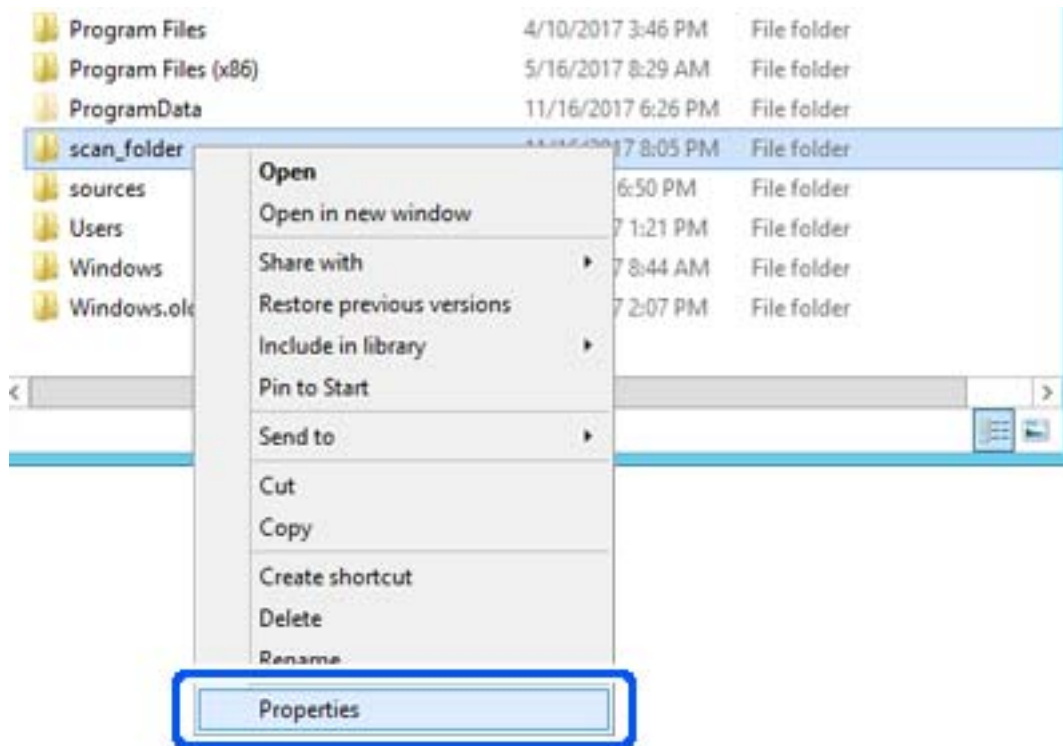 Program Files 4/10/2017 3:46 PM File folder
Program Files (x86) 5/16/2017 8:29 AM File folder
ProgramData 11/16/2017 6:26 PM File folder
scan_folder 17 8:05 PM File folder
sources 6:50 PM File folder
Users 7 1:21 PM File folder
Windows 7 8:44 AM File folder
Windows.old 7 2:07 PM File folder
Open
Open in new window
Share with
Restore previous versions
Include in library
Pin to Start
Send to
Cut
Copy
Create shortcut
Delete
Rename
Properties